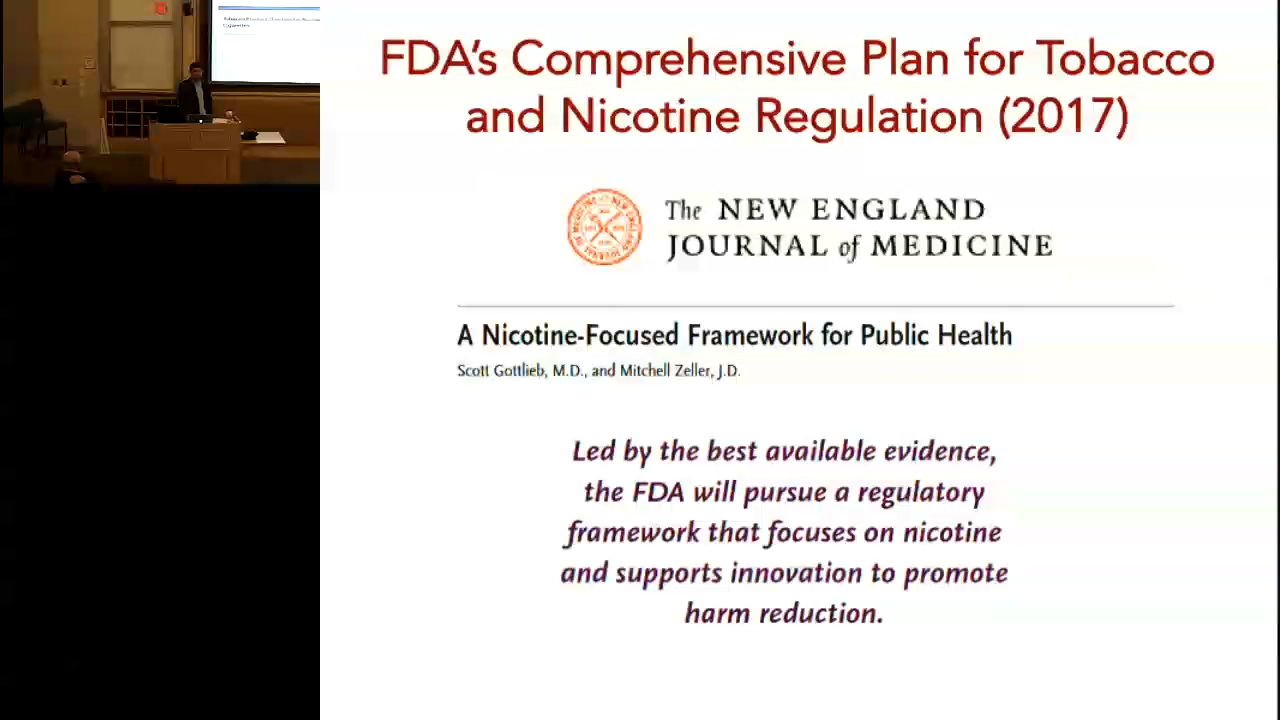 FDA's Comprehensive Plan for Tobacco
and Nicotine Regulation (2017)
The NEW ENGLAND
JOURNAL of MEDICINE
A Nicotine-Focused Framework for Public Health
Scott Gottlieb, M.D., and Mitchell Zeller, J.D.
Led by the best available evidence,
the FDA will pursue a regulatory
framework that focuses on nicotine
and supports innovation to promote
harm reduction.